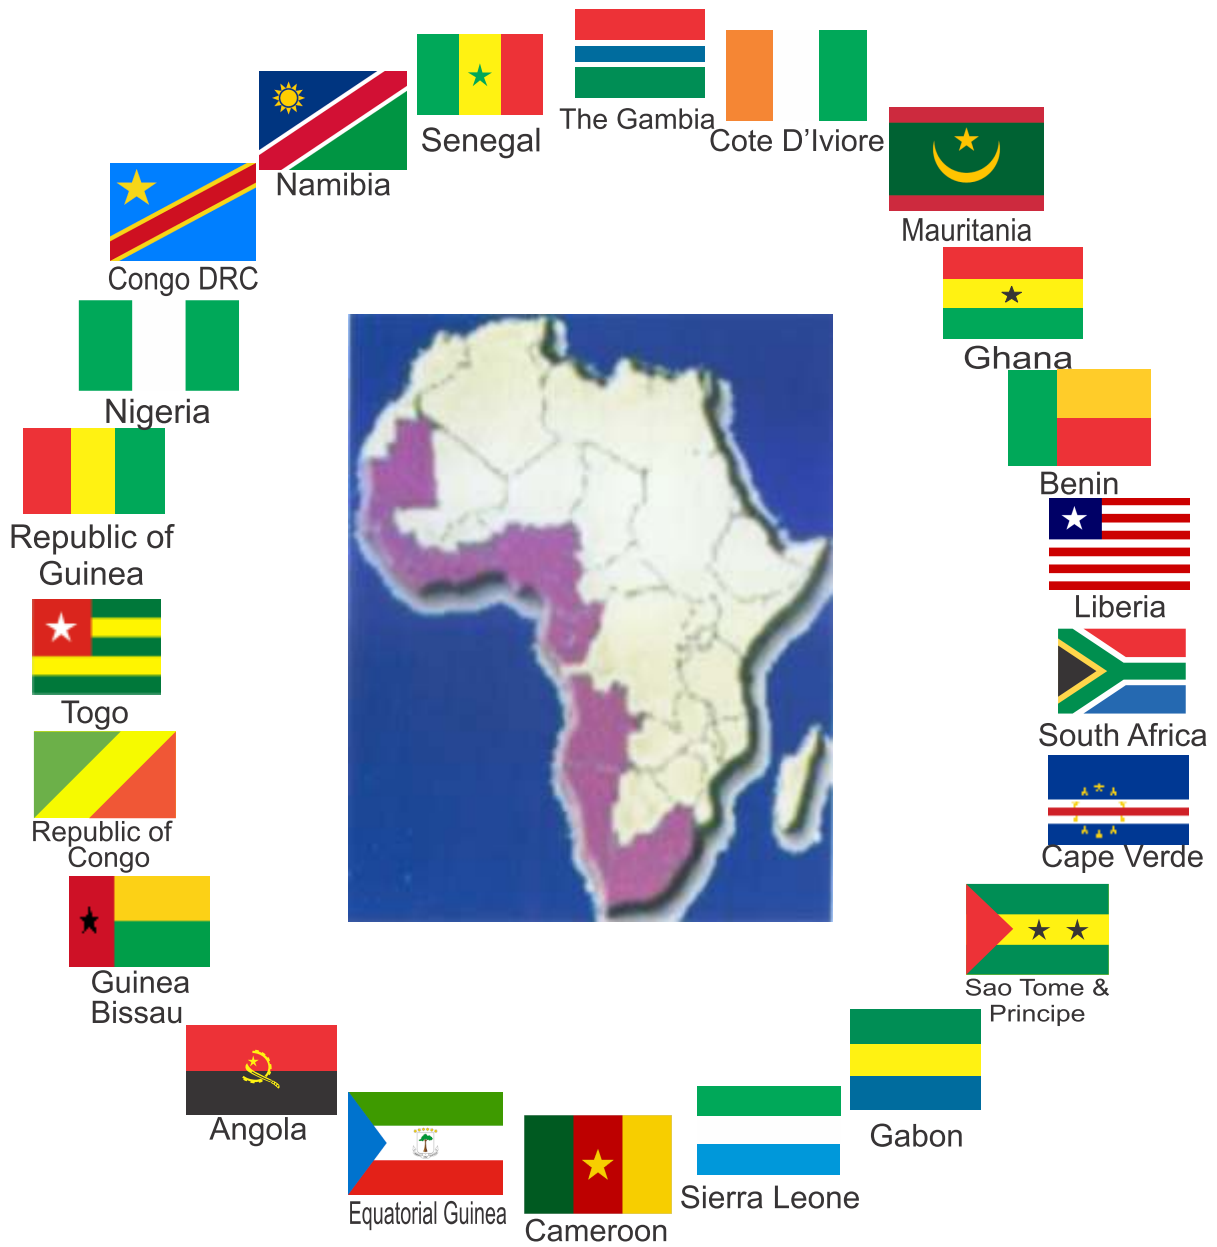 Senegal
The Gambia
Cote D’Iviore
Mauritania
Ghana
Benin
Liberia
South Africa
Cape Verde
Sao Tome &
Principe
Gabon
Sierra Leone
Cameroon
Equatorial Guinea
Angola
Guinea
Bissau
Republic of
Congo
Togo
Republic of
Guinea
Nigeria
Congo DRC
Namibia